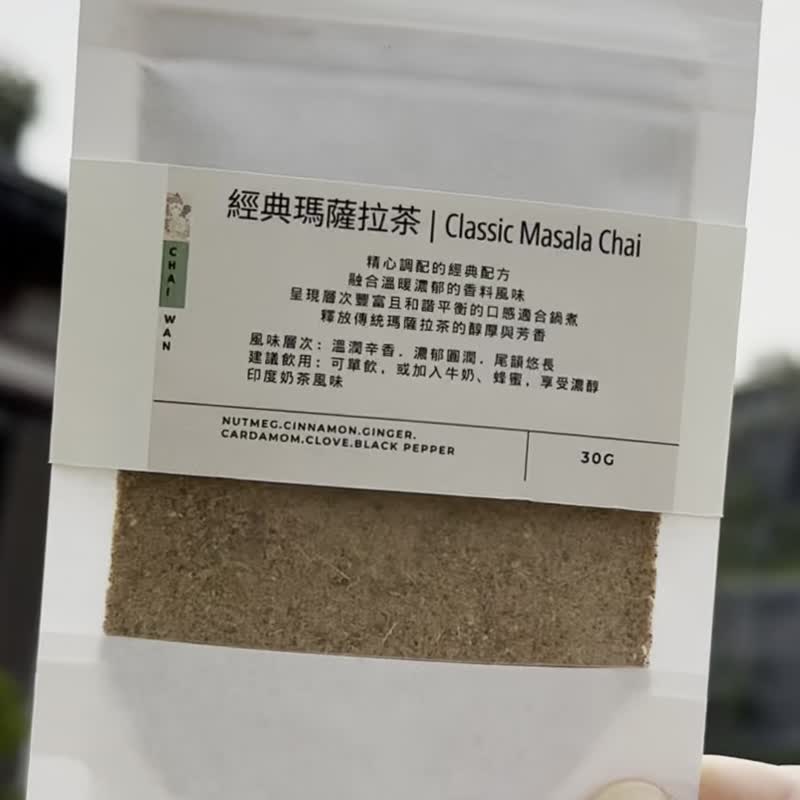 經典瑪薩拉茶 | Classic Masala Chai
CHAI WAN
精心調配的經典配方
融合溫暖濃郁的香料風味
呈現層次豐富且和諧平衡的口感適合鍋煮
釋放傳統瑪薩拉茶的醇厚與芳香
風味層次：溫潤辛香．濃郁圓潤．尾韻悠長
建議飲用：可單飲，或加入牛奶、蜂蜜，享受濃醇
印度奶茶風味
NUTMEG.CINNAMON.GINGER.
CARDAMOM.CLOVE.BLACK PEPPER
30G